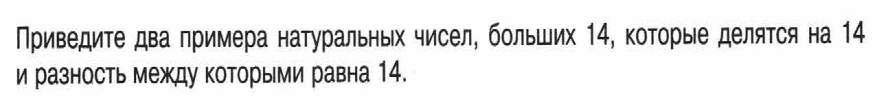 Приведите два примера натуральных чисел, больших 14, которые делятся на 14
и разность между которыми равна 14.